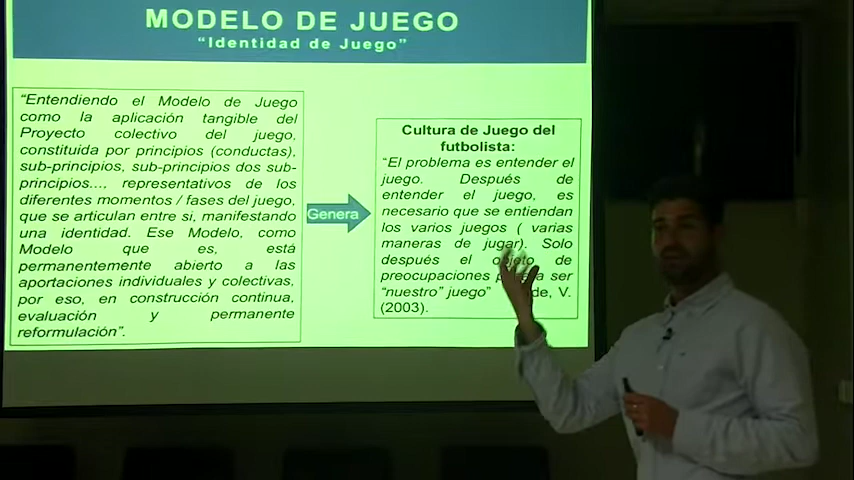 MODELO DE JUEGO
“Identidad de Juego”
“Entendiendo el Modelo de Juego
como la aplicación tangible del
Proyecto colectivo del juego,
constituida por principios (conductas),
sub-principios, sub-principios dos sub-
principios..., representativos de los
diferentes momentos / fases del juego,
que se articulan entre si, manifestando
una identidad. Ese Modelo, como
Modelo que es, está
permanentemente abierto a las
aportaciones individuales y colectivas,
por eso, en construcción continua,
evaluación y permanente
reformulación”.
Genera
Cultura de Juego del
futbolista:
“El problema es entender el
juego. Después de
entender el juego, es
necesario que se entiendan
los varios juegos ( varias
maneras de jugar). Solo
después el objeto de
preocupaciones ser
“nuestro” juego” V.
(2003).